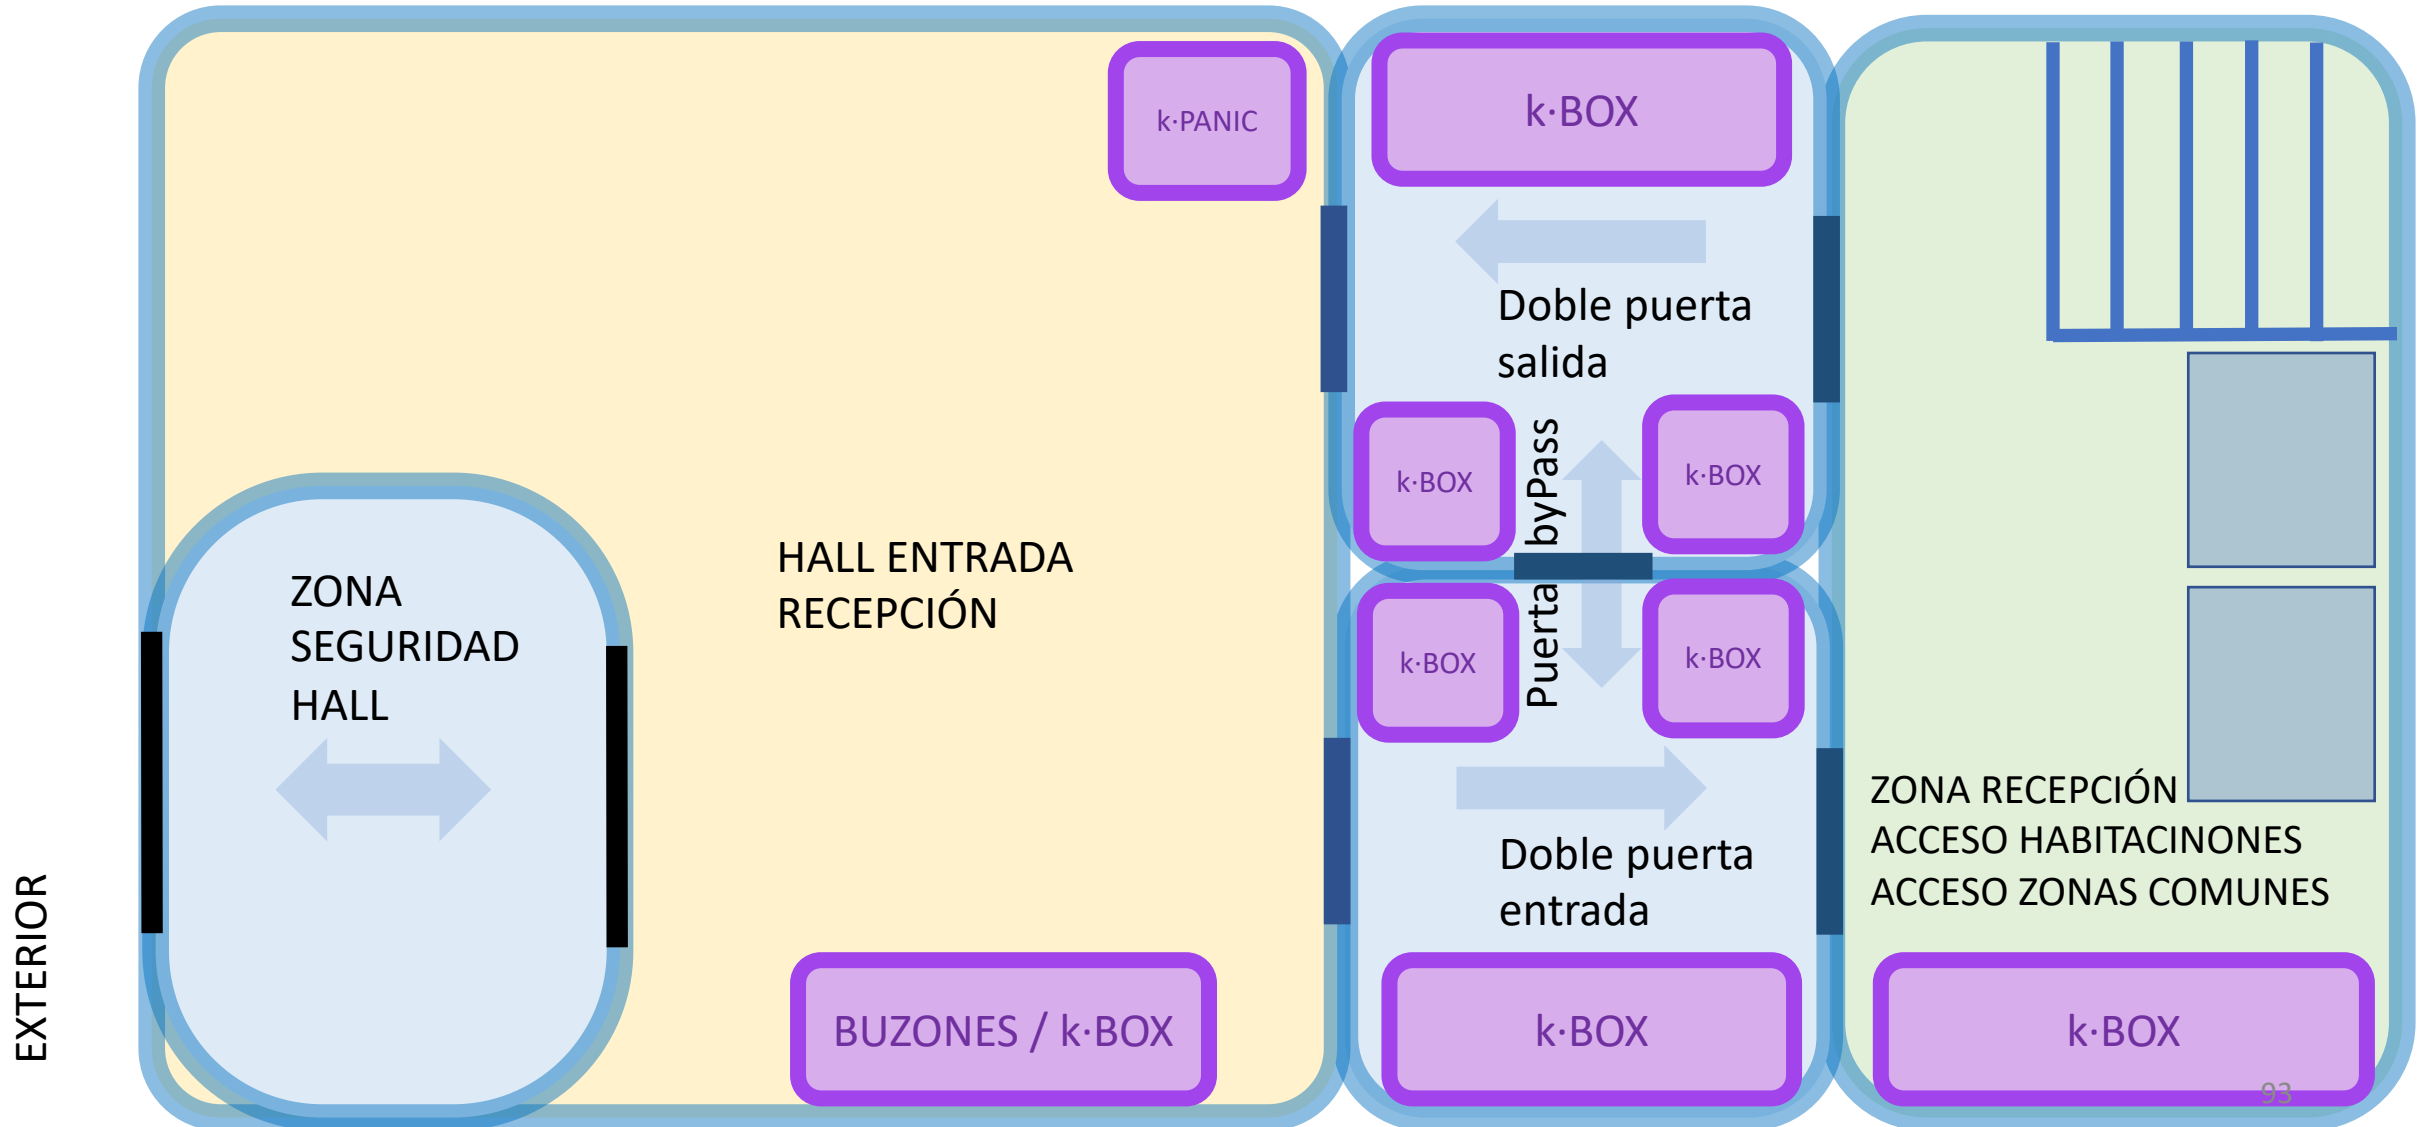 EXTERIOR
ZONA
SEGURIDAD
HALL
HALL ENTRADA
RECEPCIÓN
k·PANIC
BUZONES / k·BOX
k·BOX
Doble puerta
salida
k·BOX
k·BOX
Puerta byPass
k·BOX
k·BOX
Doble puerta
entrada
k·BOX
ZONA RECEPCIÓN
ACCESO HABITACINONES
ACCESO ZONAS COMUNES
k·BOX
93